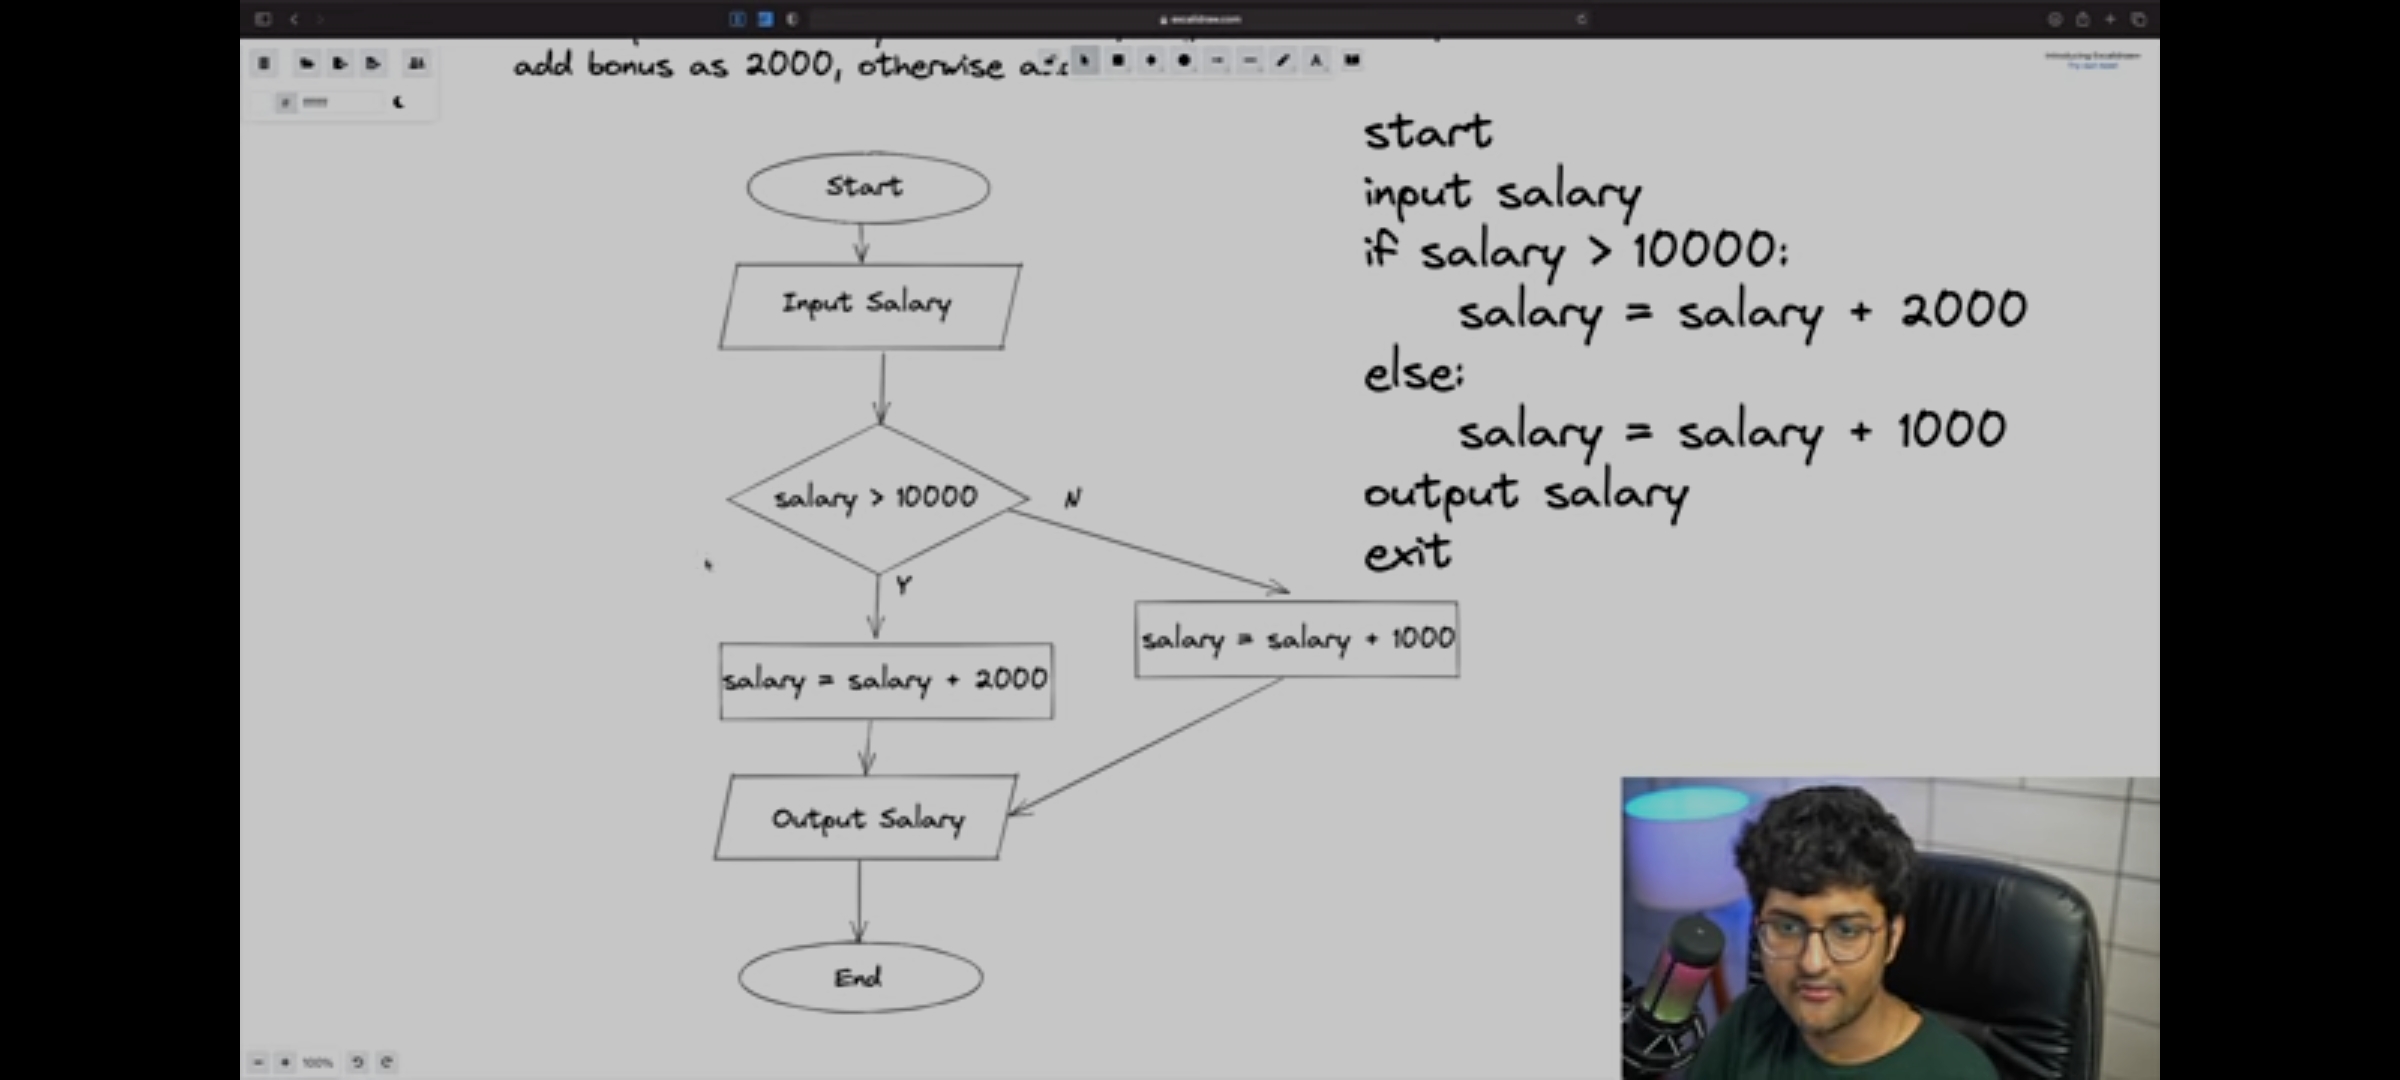 excalidraw.com
add bonus as 2000, otherwise
Introducing Excalidraw+
Start
Input Salary
salary > 10000
N
Y
salary = salary + 1000
salary = salary + 2000
Output Salary
End
start
input salary
if salary > 10000:
salary = salary + 2000
else:
salary = salary + 1000
output salary
exit
100%